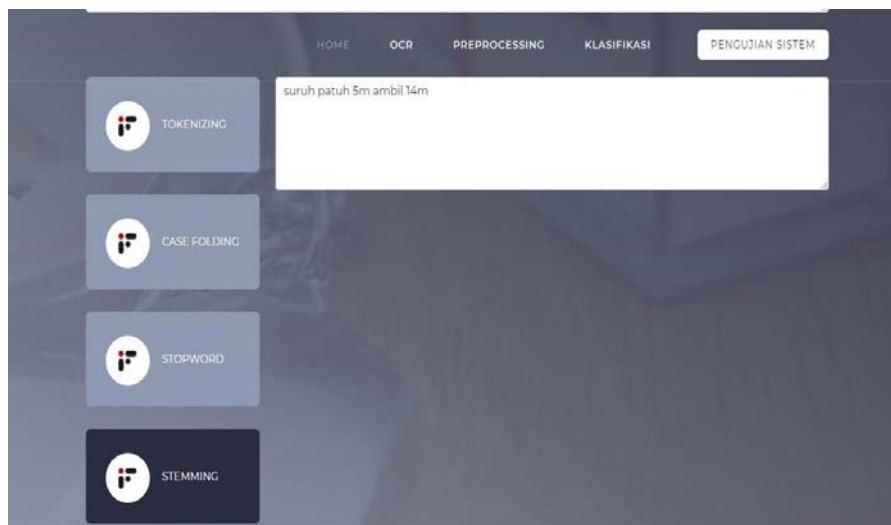 HOME OCR PREPROCESSING KLASIFIKASI PENGUJIAN SISTEM
TOKENIZING
suruh patuh 5m ambil 14m
CASE FOLDING
STOPWORD
STEMMING